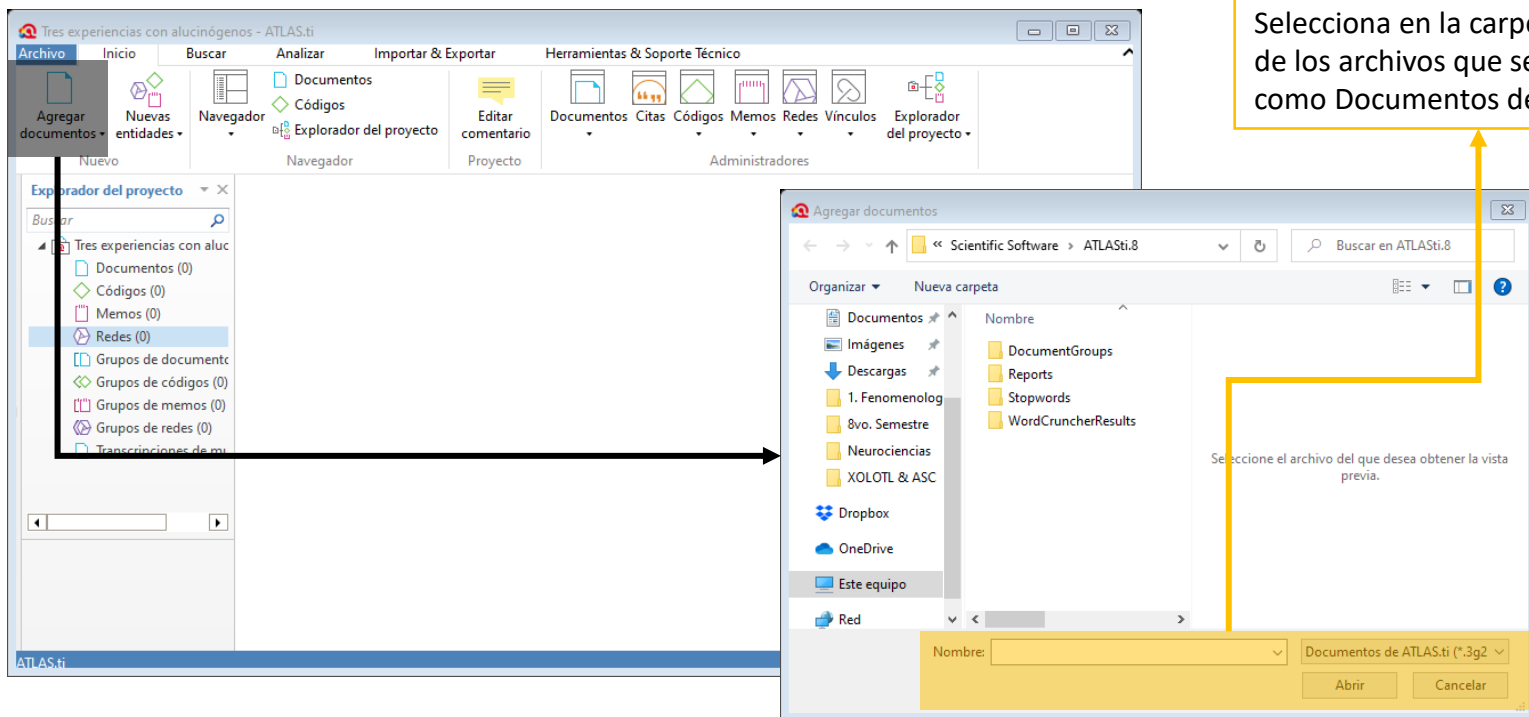 Selecciona en la carp
de los archivos que se
como Documentos de
Tres experiencias con alucinógenos - ATLAS.ti
Archivo Inicio Buscar Analizar Importar & Exportar Herramientas & Soporte Técnico
Agregar documentos
Nuevas entidades
Navegador
Documentos
Códigos
Explorador del proyecto
Editar comentario
Documentos Citas Códigos Memos Redes Vínculos Explorador del proyecto
Nuevo Navegador Proyecto Administradores
Explorador del proyecto
Buscar
Tres experiencias con aluc
Documentos (0)
Códigos (0)
Memos (0)
Redes (0)
Grupos de documento
Grupos de códigos (0)
Grupos de memos (0)
Grupos de redes (0)
Transcripciones de mu
ATLAS.ti
Agregar documentos
« Scientific Software › ATLASti.8
Buscar en ATLASti.8
Organizar Nueva carpeta
Documentos
Imágenes
Descargas
1. Fenomenolog
8vo. Semestre
Neurociencias
XOLOTL & ASC
Dropbox
OneDrive
Este equipo
Red
Nombre
DocumentGroups
Reports
Stopwords
WordCruncherResults
Seleccione el archivo del que desea obtener la vista
previa.
Nombre:
Documentos de ATLAS.ti (*.3g2
Abrir Cancelar